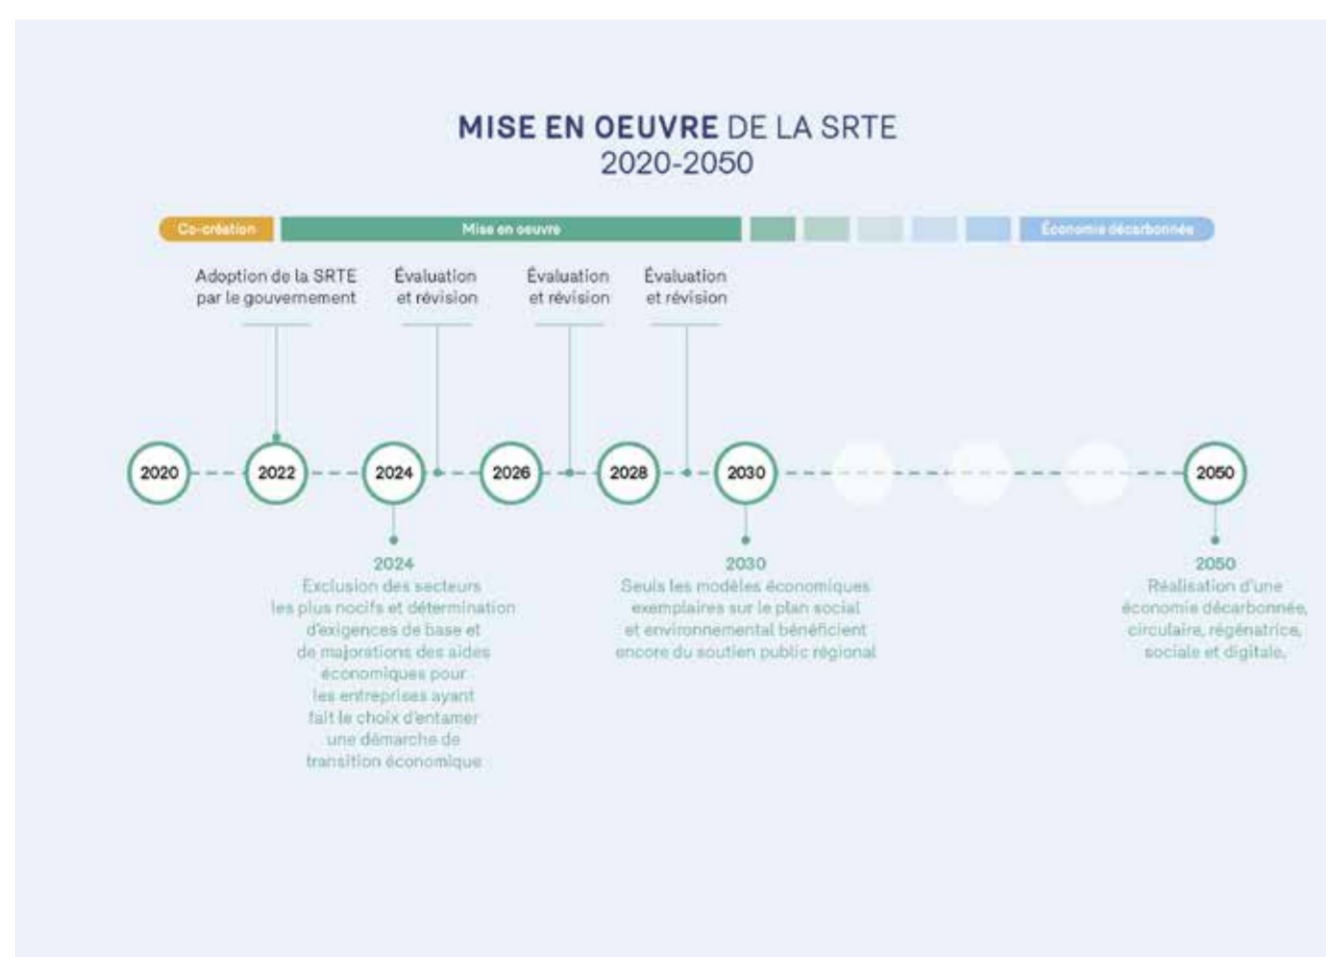 MISE EN OEUVRE DE LA SRTE
2020-2050
Co-création
Mise en oeuvre
Économie décarbonnée
Adoption de la SRTE
par le gouvernement
Évaluation
et révision
Évaluation
et révision
Évaluation
et révision
2020
2022
2024
2026
2028
2030
2050
2024
Exclusion des secteurs
les plus nocifs et détermination
d'exigences de base et
de majorations des aides
économiques pour
les entreprises ayant
fait le choix d'entamer
une démarche de
transition économique
2030
Seuls les modèles économiques
exemplaires sur le plan social
et environnemental bénéficient
encore du soutien public régional
2050
Réalisation d'une
économie décarbonnée,
circulaire, régénatrice,
sociale et digitale.